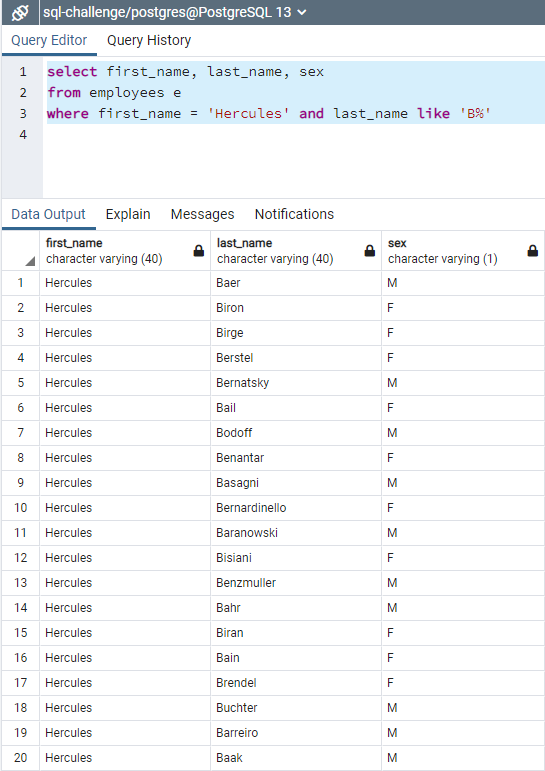 sql-challenge/postgres@PostgreSQL 13
Query Editor Query History
1 select first_name, last_name, sex
2 from employees e
3 where first_name = 'Hercules' and last_name like 'B%'
4
Data Output Explain Messages Notifications
first_name last_name sex
character varying (40) character varying (40) character varying (1)
1 Hercules Baer M
2 Hercules Biron F
3 Hercules Birge F
4 Hercules Berstel F
5 Hercules Bernatsky M
6 Hercules Bail F
7 Hercules Bodoff M
8 Hercules Benantar F
9 Hercules Basagni M
10 Hercules Bernardinello F
11 Hercules Baranowski M
12 Hercules Bisiani F
13 Hercules Benzmuller M
14 Hercules Bahr M
15 Hercules Biran F
16 Hercules Bain F
17 Hercules Brendel F
18 Hercules Buchter M
19 Hercules Barreiro M
20 Hercules Baak M